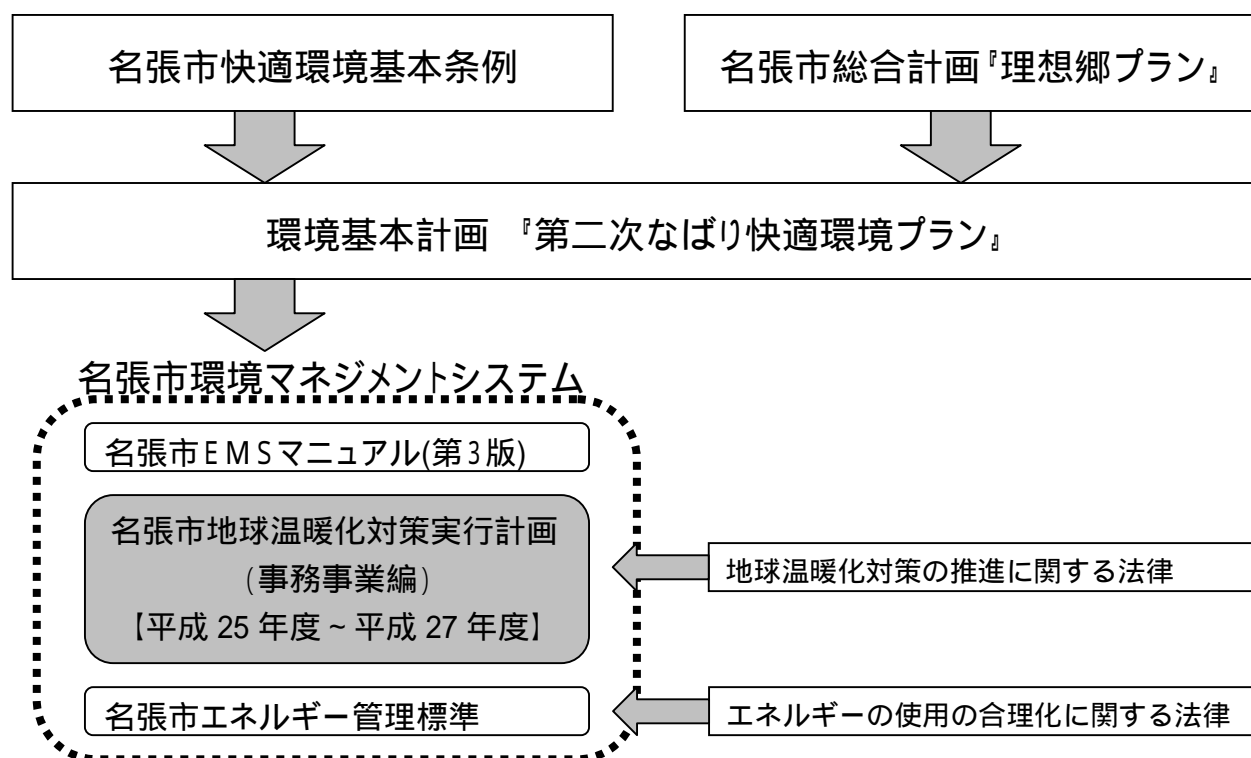 名張市快適環境基本条例
名張市総合計画『理想郷プラン』
環境基本計画 『第二次なばり快適環境プラン』
名張市環境マネジメントシステム
名張市EMSマニュアル(第3版)
名張市地球温暖化対策実行計画
(事務事業編)
【平成 25 年度 ~ 平成 27 年度】
地球温暖化対策の推進に関する法律
名張市エネルギー管理標準
エネルギーの使用の合理化に関する法律